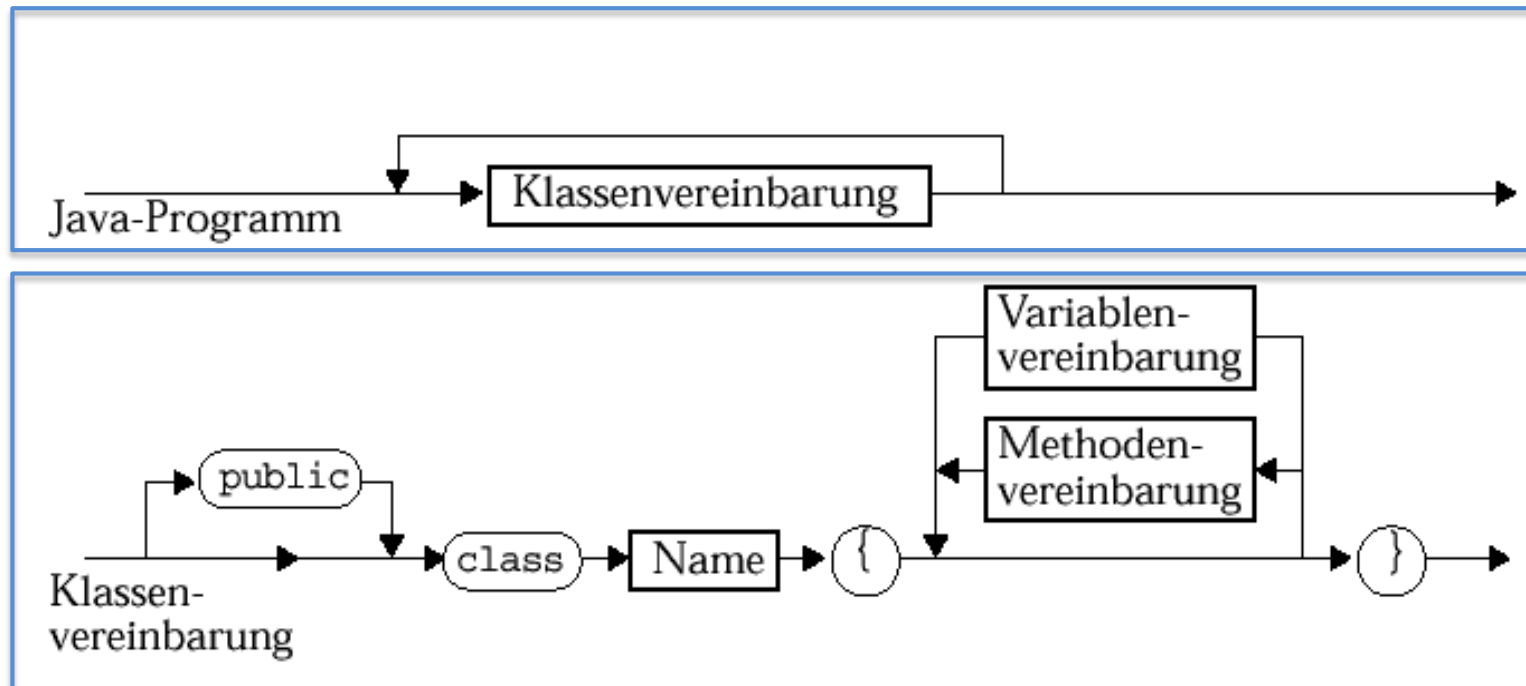 Klassenvereinbarung
Java-Programm
Variablen-
vereinbarung
Methoden-
vereinbarung
public
class Name { }
Klassen-
vereinbarung